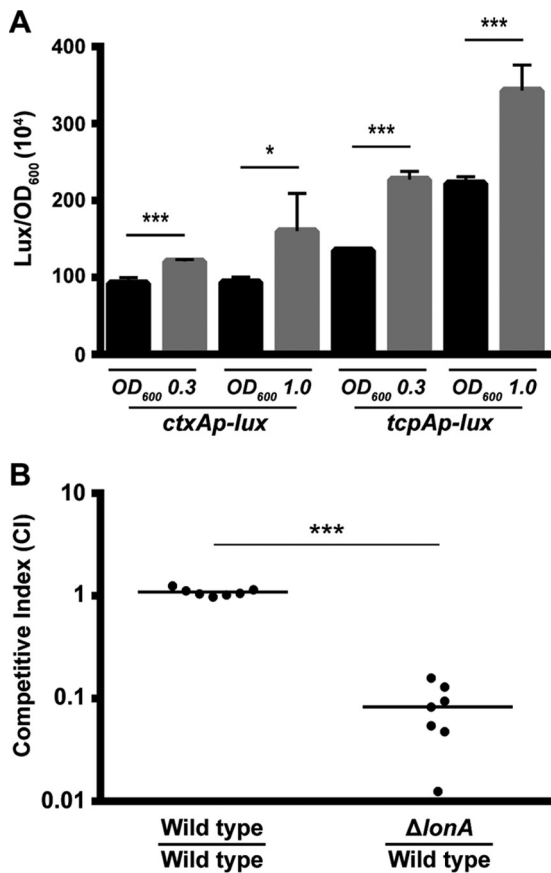 A
Lux/OD600 (10⁴)
400
300
200
100
0
***
*
***
***
OD600 0.3
OD600 1.0
OD600 0.3
OD600 1.0
ctxAp-lux
tcpAp-lux
B
Competitive Index (CI)
10
1
0.1
0.01
***
Wild type
Wild type
ΔlonA
Wild type